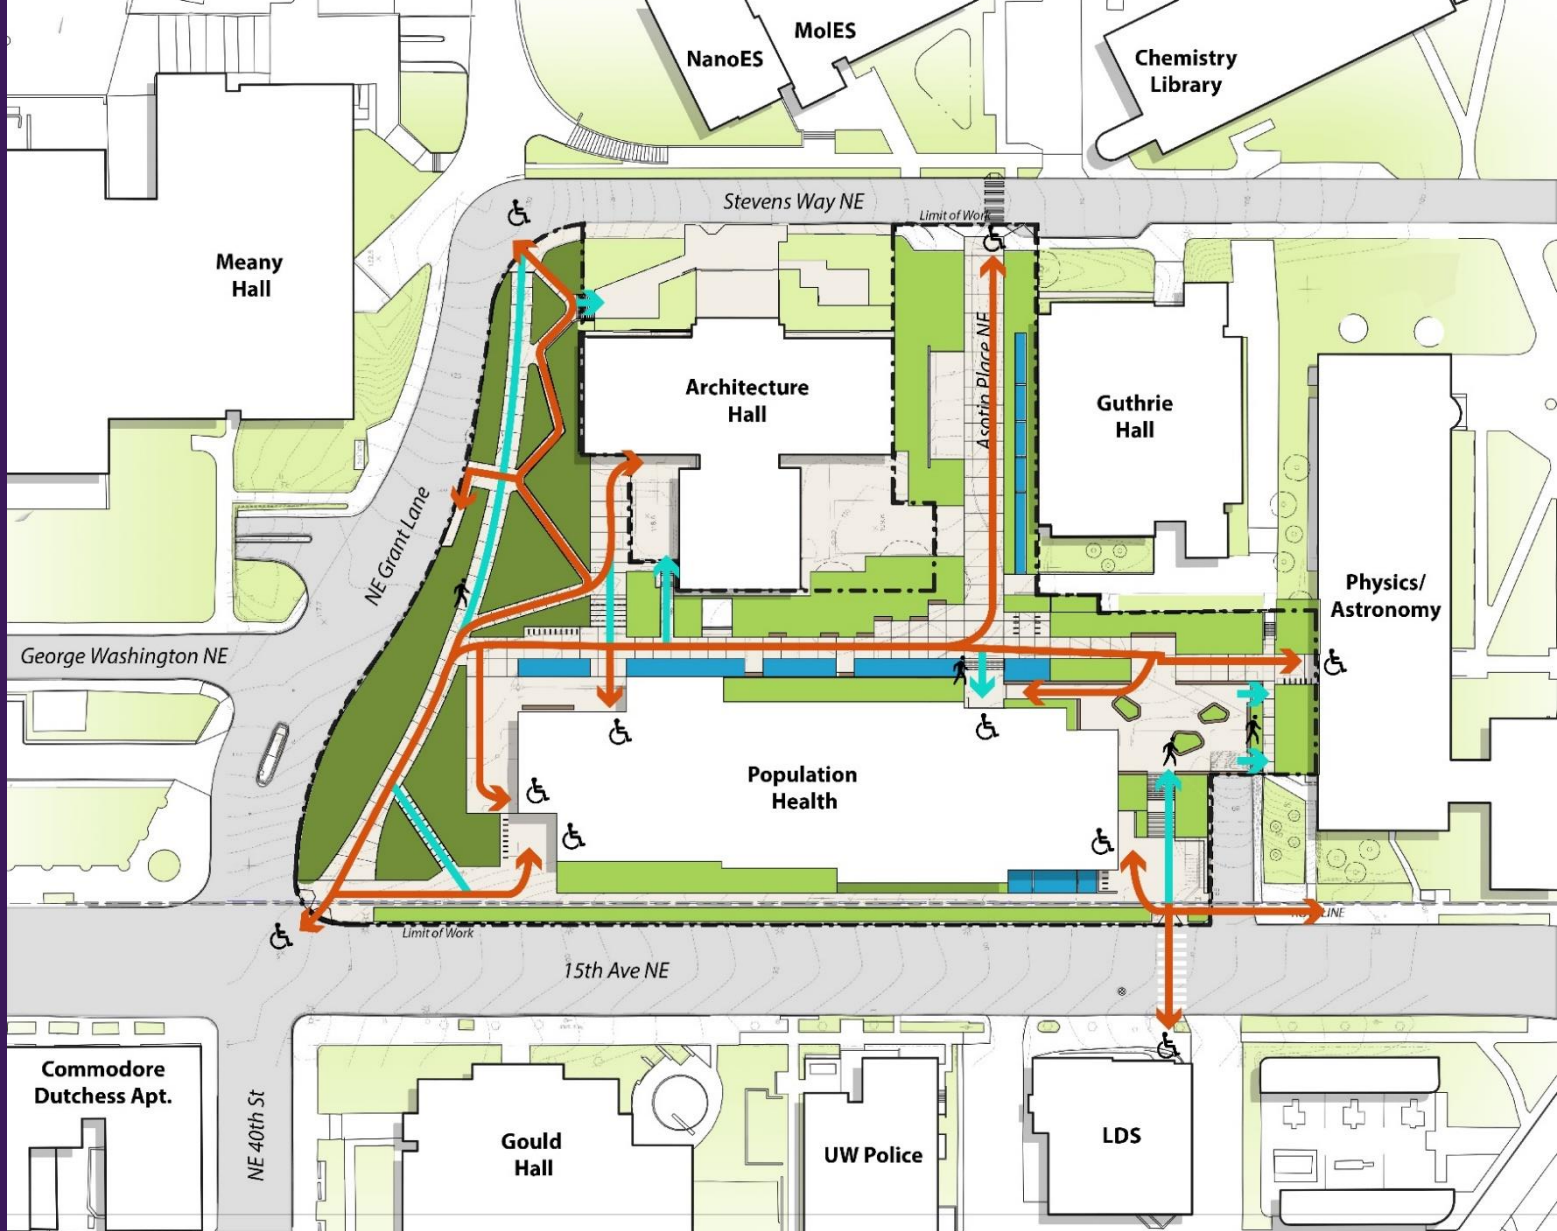 MolES
NanoES
Chemistry
Library
Stevens Way NE
Limit of Work
Meany
Hall
Architecture
Hall
Asotin Place NE
Guthrie
Hall
NE Grant Lane
Physics/
Astronomy
George Washington NE
Population
Health
LINE
Limit of Work
15th Ave NE
Commodore
Dutchess Apt.
NE 40th St
Gould
Hall
UW Police
LDS